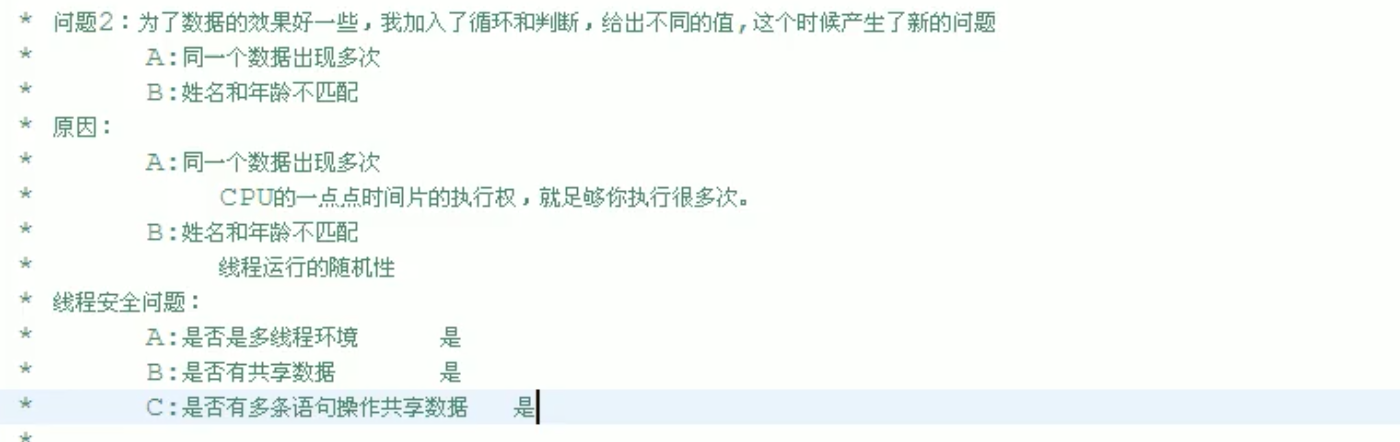 * 问题2:为了数据的效果好一些,我加入了循环和判断,给出不同的值,这个时候产生了新的问题
* A:同一个数据出现多次
* B:姓名和年龄不匹配
* 原因:
* A:同一个数据出现多次
* CPU的一点点时间片的执行权,就足够你执行很多次。
* B:姓名和年龄不匹配
* 线程运行的随机性
* 线程安全问题:
* A:是否是多线程环境 是
* B:是否有共享数据 是
* C:是否有多条语句操作共享数据 是
*